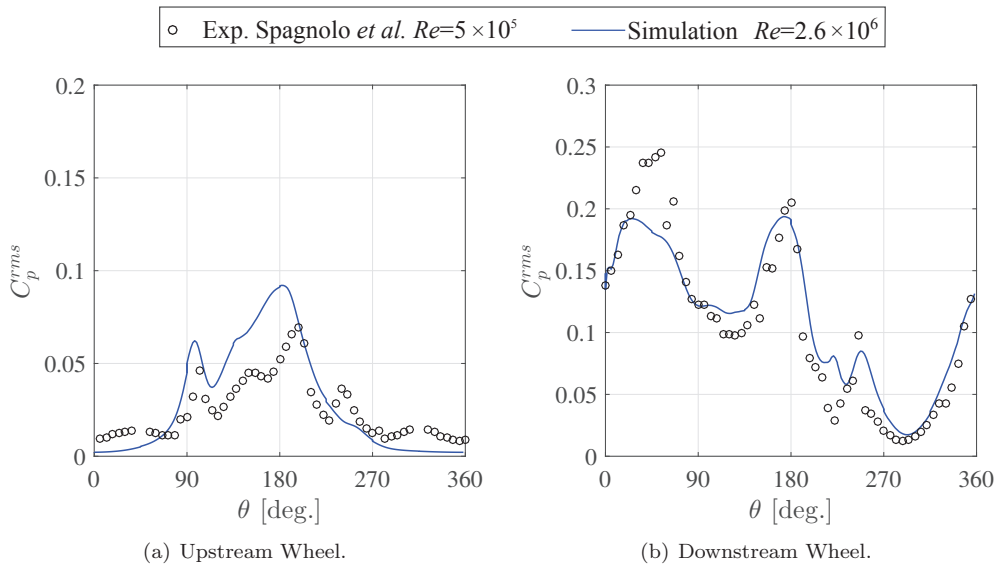 Exp. Spagnolo et al. Re=5×10⁵ Simulation Re=2.6×10⁶
0.2
0.15
0.1
0.05
0
0 90 180 270 360
C_p^{rms}
θ [deg.]
(a) Upstream Wheel.
0.3
0.25
0.2
0.15
0.1
0.05
0
0 90 180 270 360
C_p^{rms}
θ [deg.]
(b) Downstream Wheel.